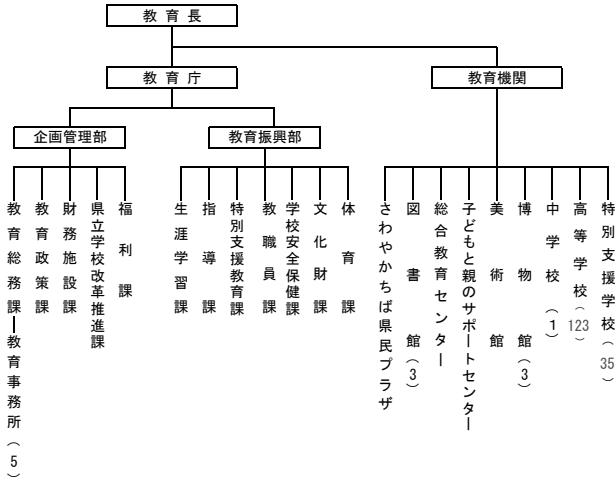 教育長
教育庁
教育機関
企画管理部
教育振興部
教育総務課
教育事務所(5)
教育政策課
財務施設課
県立学校改革推進課
福利課
生涯学習課
指導課
特別支援教育課
教職員課
学校安全保健課
文化財課
体育課
さわやかちば県民プラザ
図書館(3)
総合教育センター
子どもと親のサポートセンター
美術館
博物館(3)
中学校(1)
高等学校(123)
特別支援学校(35)